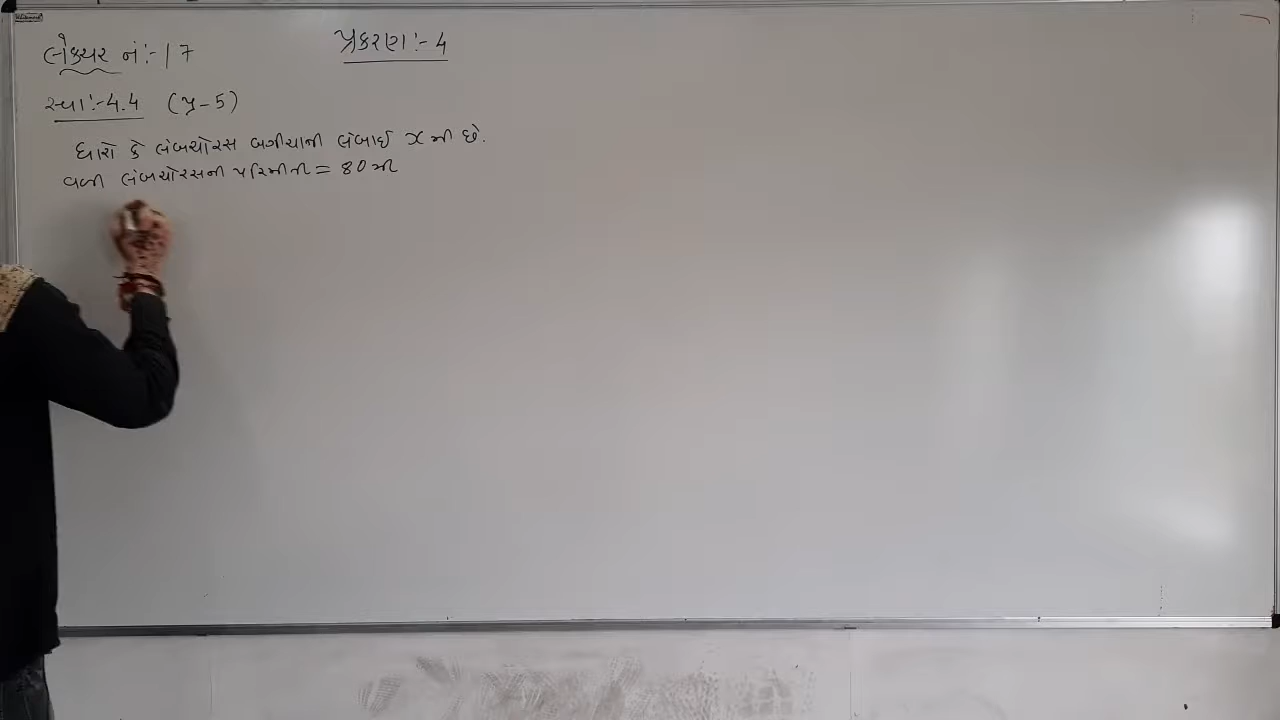 લેક્ચર નં:- 17
પ્રકરણ:- 4
સ્વા:- 4.4 (પ્ર-5)
ધારો કે લંબચોરસ બગીચાની લંબાઈ x મી છે.
વળી લંબચોરસની પરિમીતી = 80 મી